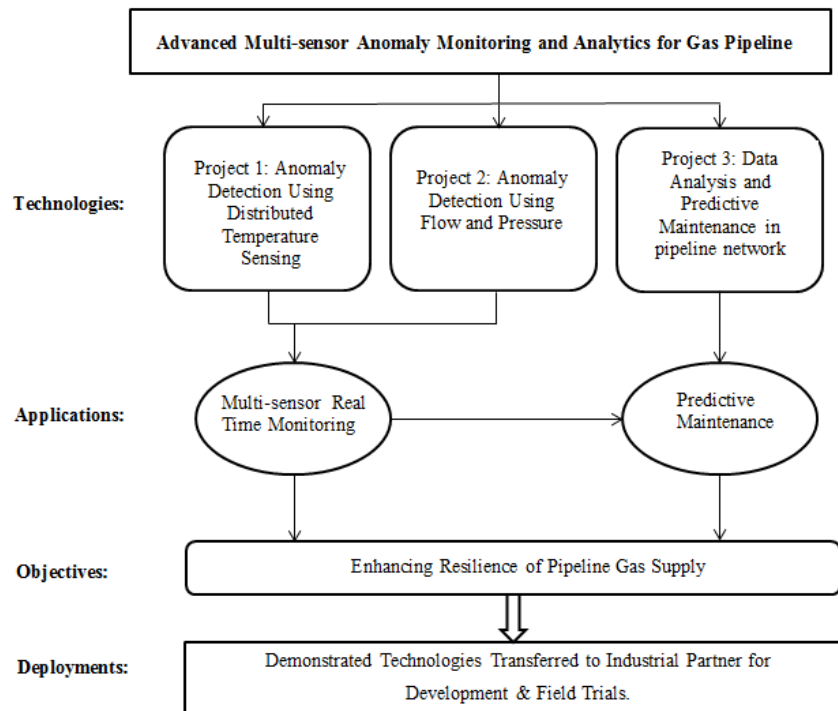 Advanced Multi-sensor Anomaly Monitoring and Analytics for Gas Pipeline
Technologies:
Project 1: Anomaly
Detection Using
Distributed
Temperature
Sensing
Project 2: Anomaly
Detection Using
Flow and Pressure
Project 3: Data
Analysis and
Predictive
Maintenance in
pipeline network
Applications:
Multi-sensor Real
Time Monitoring
Predictive
Maintenance
Objectives:
Enhancing Resilience of Pipeline Gas Supply
Deployments:
Demonstrated Technologies Transferred to Industrial Partner for
Development & Field Trials.